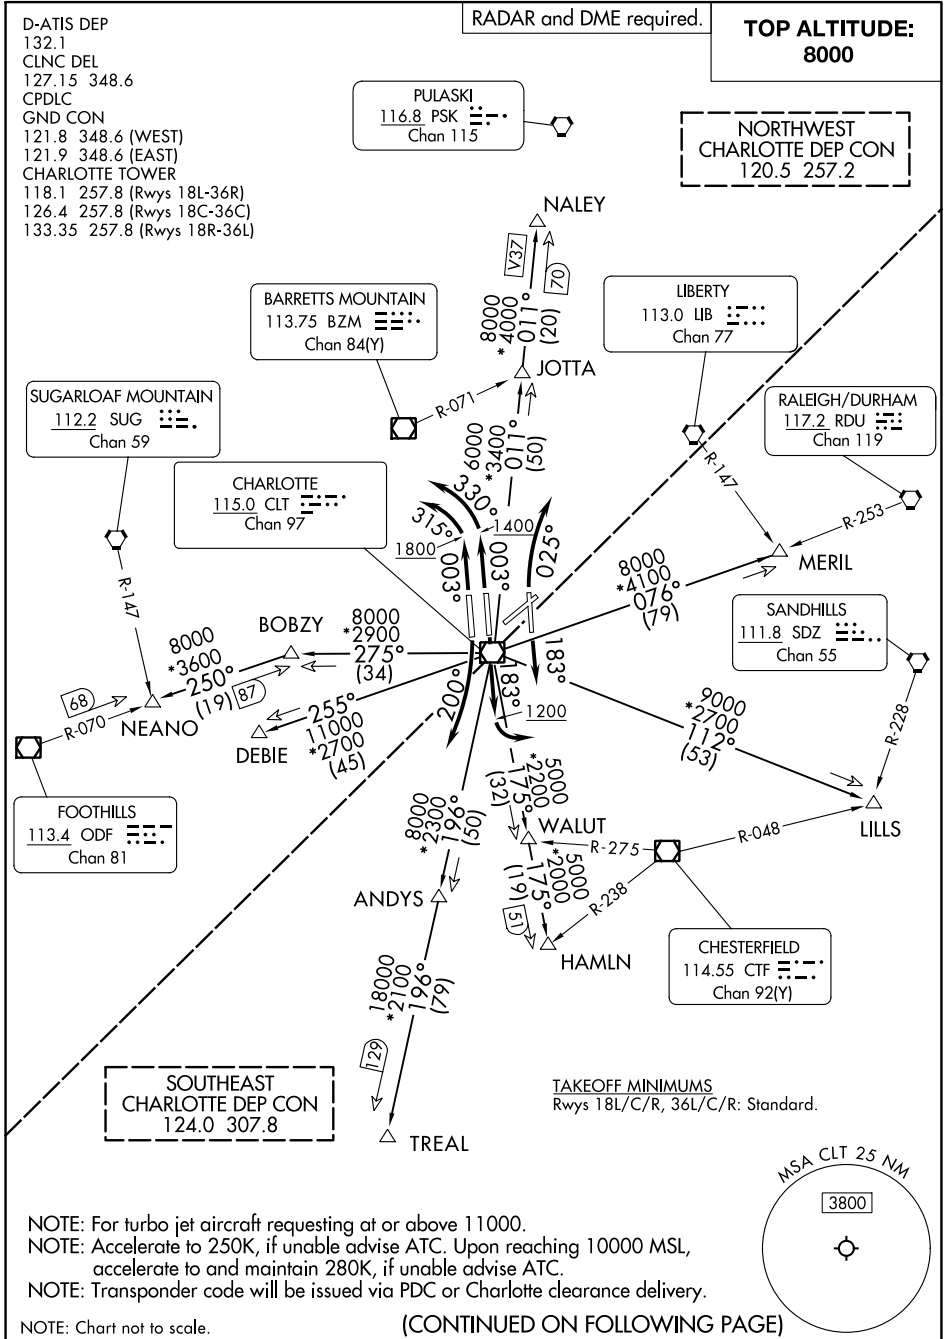 RADAR and DME required.
TOP ALTITUDE:
8000
D-ATIS DEP
132.1
CLNC DEL
127.15 348.6
CPDLC
GND CON
121.8 348.6 (WEST)
121.9 348.6 (EAST)
CHARLOTTE TOWER
118.1 257.8 (Rwys 18L-36R)
126.4 257.8 (Rwys 18C-36C)
133.35 257.8 (Rwys 18R-36L)
PULASKI
116.8 PSK
Chan 115
NORTHWEST
CHARLOTTE DEP CON
120.5 257.2
NALEY
V37
70
8000
*4000
011°
(20)
BARRETTS MOUNTAIN
113.75 BZM
Chan 84(Y)
LIBERTY
113.0 LIB
Chan 77
JOTTA
R-071
SUGARLOAF MOUNTAIN
112.2 SUG
Chan 59
RALEIGH/DURHAM
117.2 RDU
Chan 119
6000
*3400
011°
(50)
R-147
R-253
CHARLOTTE
115.0 CLT
Chan 97
330°
315°
1400
1800
003°
003°
025°
MERIL
8000
*4100
076°
(79)
R-147
SANDHILLS
111.8 SDZ
Chan 55
BOBZY
8000
*2900
275°
(34)
8000
*3600
250°
(19)
87
68
R-070
NEANO
DEBIE
255°
11000
*2700
(45)
200°
183°
183°
1200
9000
*2700
112°
(53)
R-228
LILLS
FOOTHILLS
113.4 ODF
Chan 81
8000
*2300
196°
(50)
5000
*2200
175°
(32)
WALUT
R-275
R-048
5000
*2000
175°
(19)
51
R-238
ANDYS
HAMLN
CHESTERFIELD
114.55 CTF
Chan 92(Y)
18000
*2100
196°
(79)
129
TREAL
SOUTHEAST
CHARLOTTE DEP CON
124.0 307.8
TAKEOFF MINIMUMS
Rwys 18L/C/R, 36L/C/R: Standard.
MSA CLT 25 NM
3800
NOTE: For turbo jet aircraft requesting at or above 11000.
NOTE: Accelerate to 250K, if unable advise ATC. Upon reaching 10000 MSL,
accelerate to and maintain 280K, if unable advise ATC.
NOTE: Transponder code will be issued via PDC or Charlotte clearance delivery.
NOTE: Chart not to scale.
(CONTINUED ON FOLLOWING PAGE)